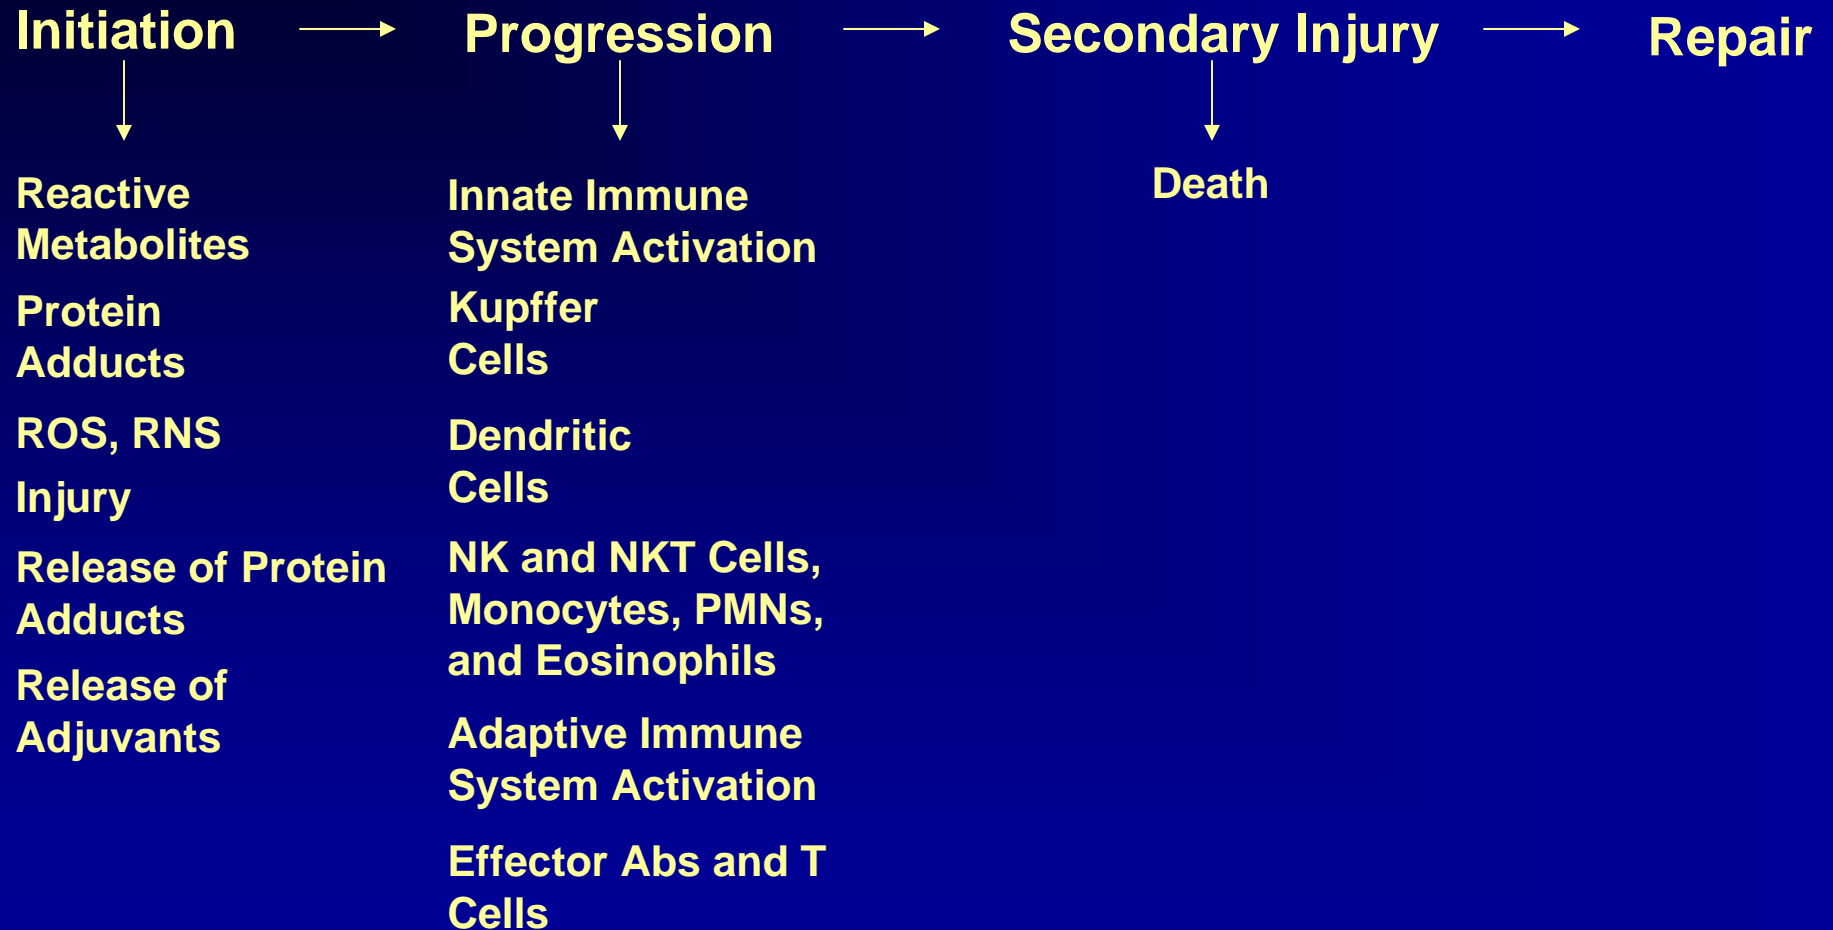 Initiation
Progression
Secondary Injury
Repair
Reactive
Metabolites
Protein
Adducts
ROS, RNS
Injury
Release of Protein
Adducts
Release of
Adjuvants
Innate Immune
System Activation
Kupffer
Cells
Dendritic
Cells
NK and NKT Cells,
Monocytes, PMNs,
and Eosinophils
Adaptive Immune
System Activation
Effector Abs and T
Cells
Death